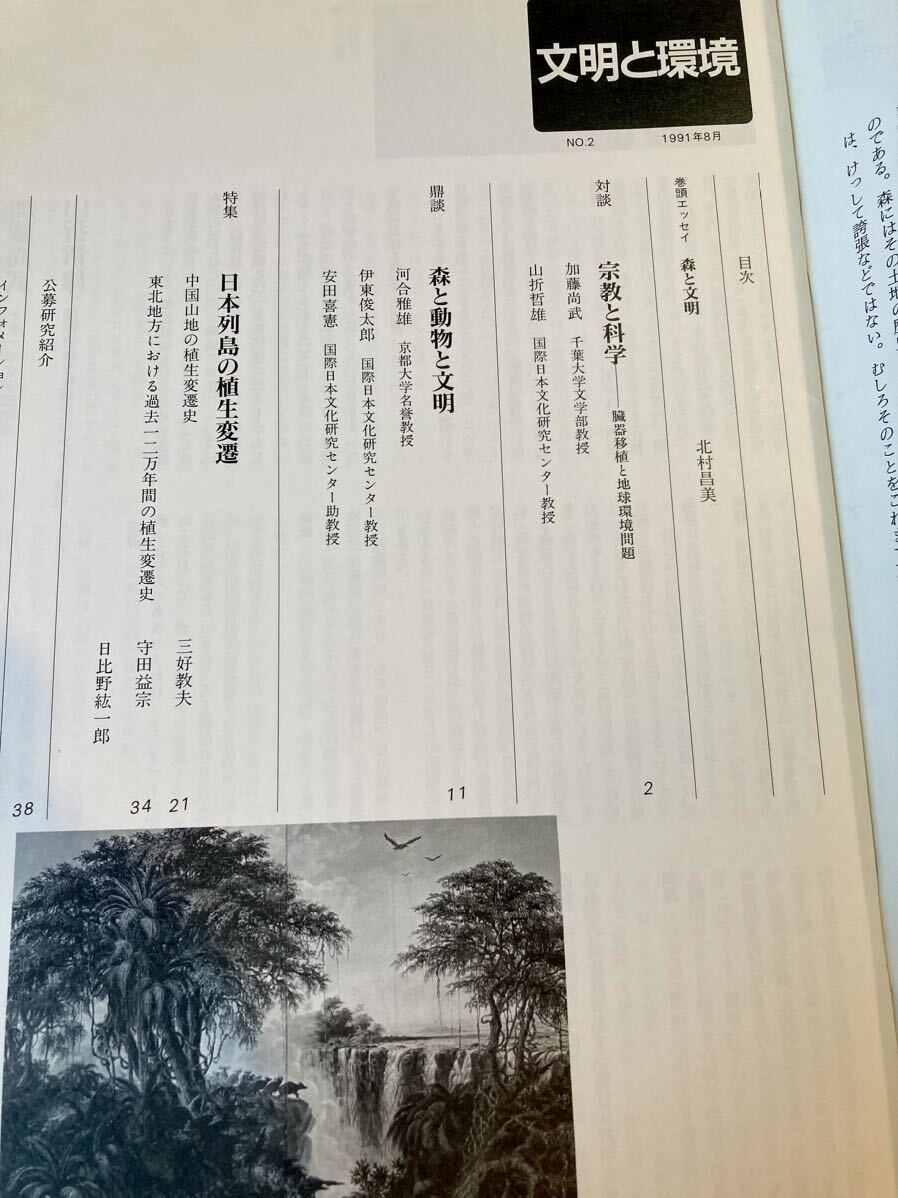 文明と環境
NO.2 1991年8月
目次
巻頭エッセイ 森と文明 北村昌美
対談 宗教と科学――臓器移植と地球環境問題
加藤尚武 千葉大学文学部教授
山折哲雄 国際日本文化研究センター教授
2
鼎談 森と動物と文明
河合雅雄 京都大学名誉教授
伊東俊太郎 国際日本文化研究センター教授
安田喜憲 国際日本文化研究センター助教授
11
特集 日本列島の植生変遷
中国山地の植生変遷史 三好教夫 21
東北地方における過去一二万年間の植生変遷史 守田益宗 34
日比野紘一郎
公募研究紹介 38
インフォメーション
のである。森にはその土地の
は、けっして誇張などではない。むしろそのことをこれまで